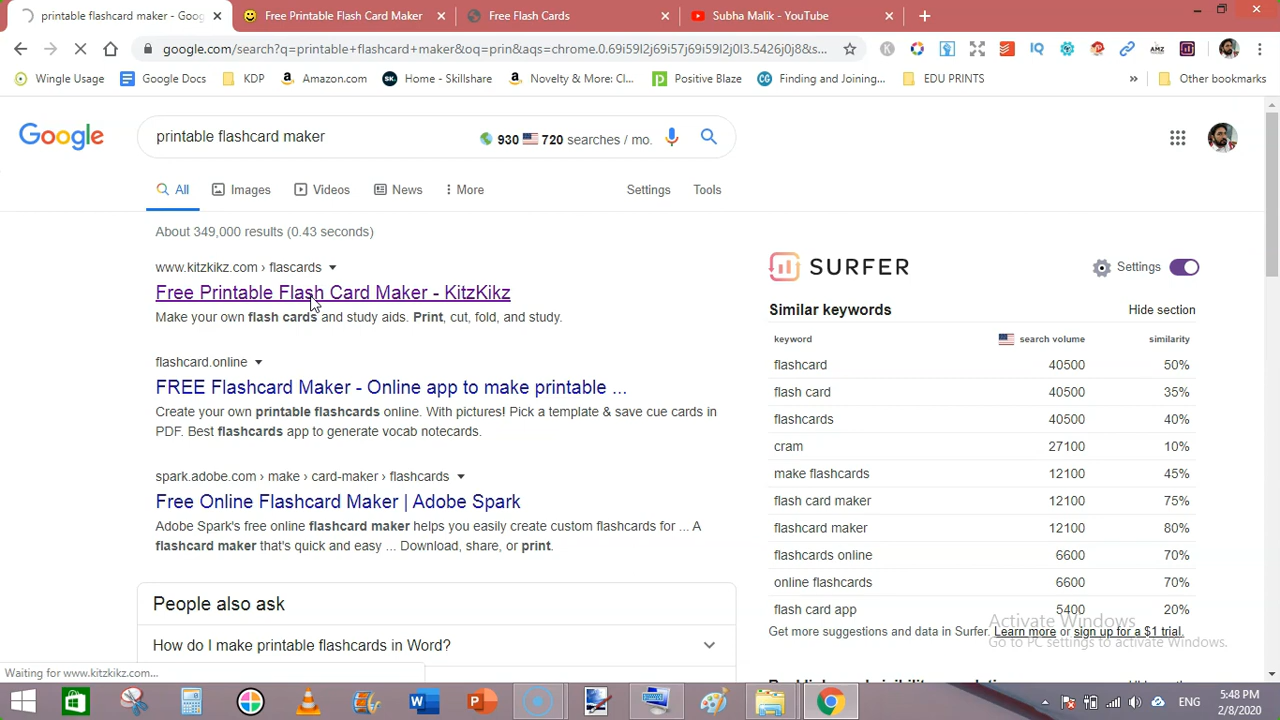 printable flashcard maker - Goog
Free Printable Flash Card Maker
Free Flash Cards
Subha Malik - YouTube
google.com/search?q=printable+flashcard+maker&oq=prin&aqs=chrome.0.69i59l2j69i57j69i59l2j0l3.5426j0j8&s...
Wingle Usage
Google Docs
KDP
Amazon.com
Home - Skillshare
Novelty & More: Cl...
Positive Blaze
Finding and Joining...
EDU PRINTS
»
Other bookmarks
Google
printable flashcard maker
930
720 searches / mo.
All
Images
Videos
News
More
Settings
Tools
About 349,000 results (0.43 seconds)
www.kitzkikz.com › flascards
Free Printable Flash Card Maker - KitzKikz
Make your own flash cards and study aids. Print, cut, fold, and study.
flashcard.online
FREE Flashcard Maker - Online app to make printable ...
Create your own printable flashcards online. With pictures! Pick a template & save cue cards in
PDF. Best flashcards app to generate vocab notecards.
spark.adobe.com › make › card-maker › flashcards
Free Online Flashcard Maker | Adobe Spark
Adobe Spark's free online flashcard maker helps you easily create custom flashcards for ... A
flashcard maker that's quick and easy ... Download, share, or print.
People also ask
How do I make printable flashcards in Word?
SURFER
Settings
Similar keywords
Hide section
keyword search volume similarity
flashcard 40500 50%
flash card 40500 35%
flashcards 40500 40%
cram 27100 10%
make flashcards 12100 45%
flash card maker 12100 75%
flashcard maker 12100 80%
flashcards online 6600 70%
online flashcards 6600 70%
flash card app 5400 20%
Get more suggestions and data in Surfer. Learn more or sign up for a $1 trial.
Activate Windows
Go to PC settings to activate Windows.
Waiting for www.kitzkikz.com...
ENG
5:48 PM
2/8/2020